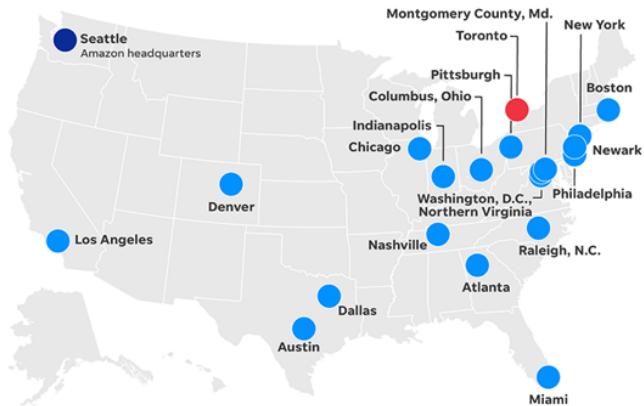 Seattle
Amazon headquarters
Montgomery County, Md.
New York
Toronto
Pittsburgh
Boston
Columbus, Ohio
Indianapolis
Chicago
Newark
Denver
Washington, D.C.,
Northern Virginia
Philadelphia
Los Angeles
Nashville
Raleigh, N.C.
Atlanta
Dallas
Austin
Miami